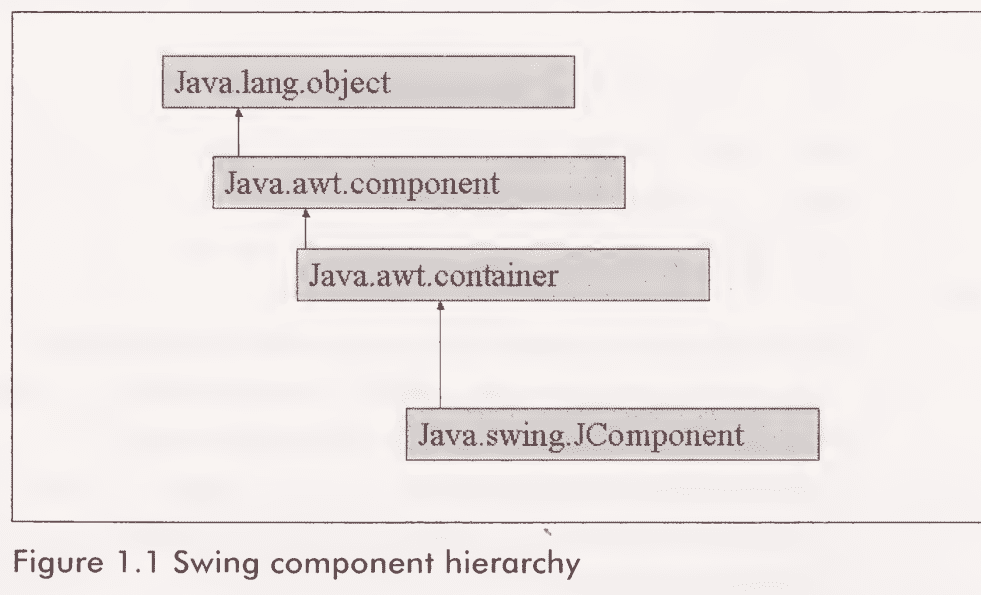 Java.lang.object
Java.awt.component
Java.awt.container
Java.swing.JComponent
Figure 1.1 Swing component hierarchy